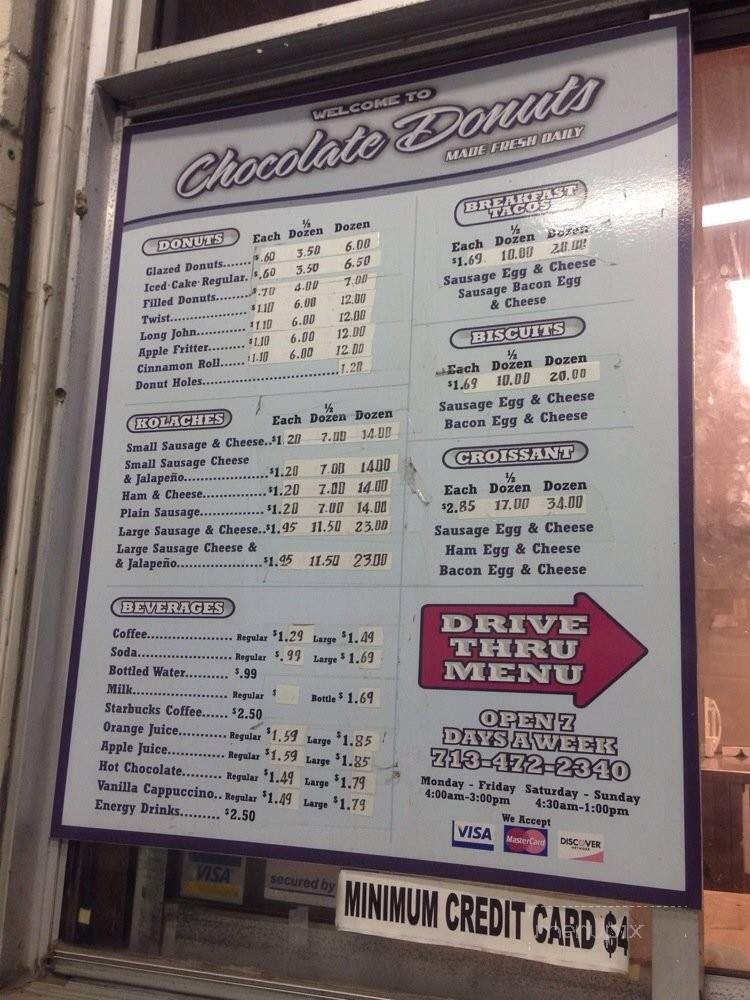 WELCOME TO
Chocolate Donuts
MADE FRESH DAILY
DONUTS
Each ½ Dozen Dozen
Glazed Donuts...... $.60 3.50 6.00
Iced·Cake·Regular. $.60 3.50 6.50
Filled Donuts....... $.70 4.00 7.00
Twist................ $1.10 6.00 12.00
Long John........... $1.10 6.00 12.00
Apple Fritter........ $1.10 6.00 12.00
Cinnamon Roll...... $1.10 6.00 12.00
Donut Holes.............................. 1.20
KOLACHES
Each ½ Dozen Dozen
Small Sausage & Cheese..$1.20 7.00 14.00
Small Sausage Cheese
& Jalapeño..................$1.20 7.00 1400
Ham & Cheese...............$1.20 7.00 14.00
Plain Sausage...............$1.20 7.00 14.00
Large Sausage & Cheese..$1.95 11.50 23.00
Large Sausage Cheese &
& Jalapeño..................$1.95 11.50 23.00
BEVERAGES
Coffee.................... Regular $1.29 Large $1.49
Soda...................... Regular $.99 Large $1.69
Bottled Water.......... $.99
Milk...................... Regular $ Bottle $1.69
Starbucks Coffee...... $2.50
Orange Juice............ Regular $1.59 Large $1.85
Apple Juice.............. Regular $1.59 Large $1.85
Hot Chocolate.......... Regular $1.49 Large $1.79
Vanilla Cappuccino.. Regular $1.49 Large $1.79
Energy Drinks......... $2.50
BREAKFAST
TACOS
Each ½ Dozen Dozen
$1.69 10.00 20.00
Sausage Egg & Cheese
Sausage Bacon Egg
& Cheese
BISCUITS
Each ½ Dozen Dozen
$1.69 10.00 20.00
Sausage Egg & Cheese
Bacon Egg & Cheese
CROISSANT
Each ½ Dozen Dozen
$2.85 17.00 34.00
Sausage Egg & Cheese
Ham Egg & Cheese
Bacon Egg & Cheese
DRIVE
THRU
MENU
OPEN 7
DAYS A WEEK
713-472-2340
Monday - Friday Saturday - Sunday
4:00am-3:00pm 4:30am-1:00pm
We Accept
VISA MasterCard DISCOVER
NETWORK
VISA
secured by
MINIMUM CREDIT CARD $4
menupix